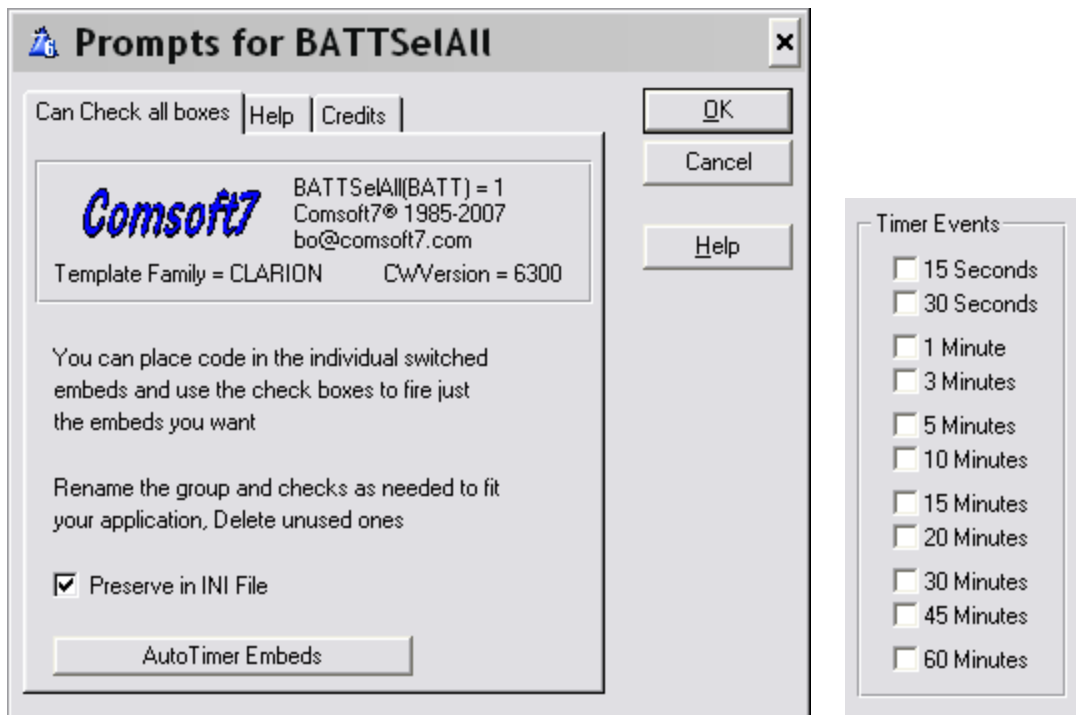 Prompts for BATTSelAll
Can Check all boxes Help Credits
OK
Cancel
Help
Comsoft7
BATTSelAll(BATT) = 1
Comsoft7® 1985-2007
bo@comsoft7.com
Template Family = CLARION CwVersion = 6300
You can place code in the individual switched
embeds and use the check boxes to fire just
the embeds you want
Rename the group and checks as needed to fit
your application, Delete unused ones
Preserve in INI File
AutoTimer Embeds
Timer Events
15 Seconds
30 Seconds
1 Minute
3 Minutes
5 Minutes
10 Minutes
15 Minutes
20 Minutes
30 Minutes
45 Minutes
60 Minutes